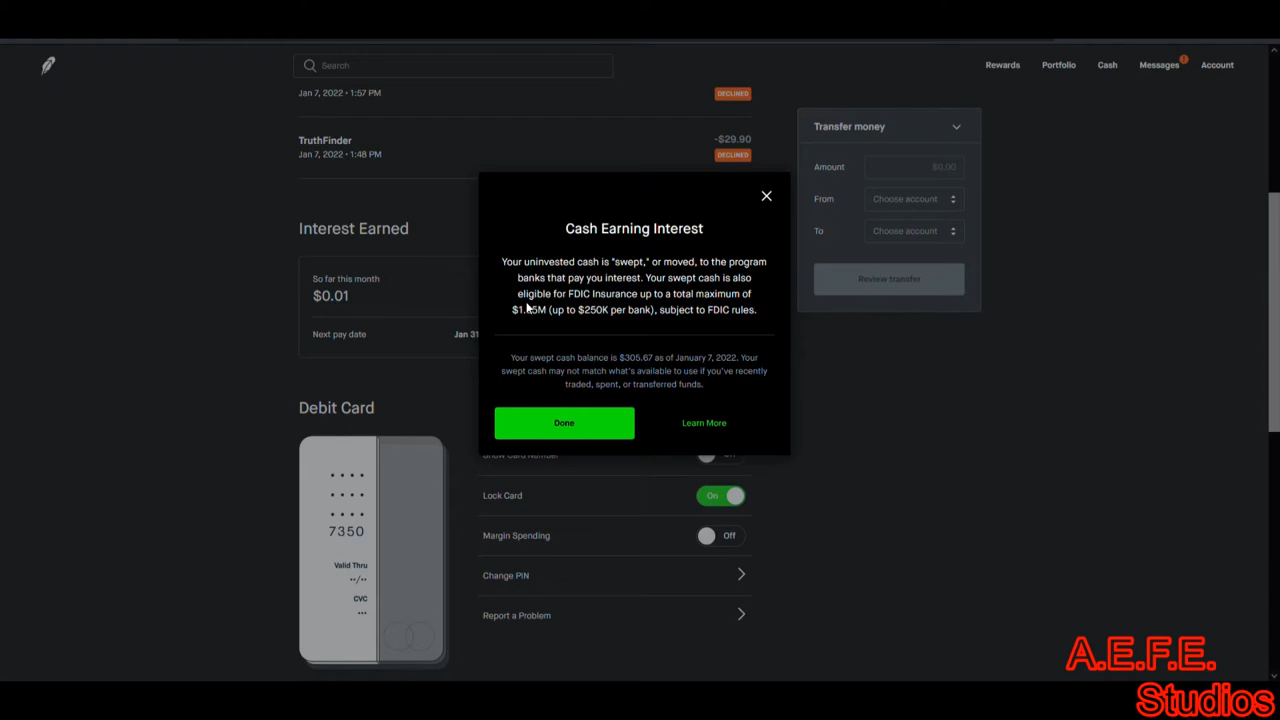 Search
Rewards
Portfolio
Cash
Messages
Account
Jan 7, 2022 • 1:57 PM
DECLINED
TruthFinder
-$29.90
Jan 7, 2022 • 1:48 PM
DECLINED
Transfer money
Amount
$0.00
From
Choose account
To
Choose account
Review transfer
Interest Earned
So far this month
$0.01
Next pay date
Jan 31
Cash Earning Interest
Your uninvested cash is "swept," or moved, to the program
banks that pay you interest. Your swept cash is also
eligible for FDIC Insurance up to a total maximum of
(up to $250K per bank), subject to FDIC rules.
Your swept cash balance is $305.67 as of January 7, 2022. Your
swept cash may not match what's available to use if you've recently
traded, spent, or transferred funds.
Done
Learn More
Debit Card
7350
Valid Thru
••/••
CVC
•••
Show Card Number
Off
Lock Card
On
Margin Spending
Off
Change PIN
Report a Problem
A.E.F.E.
Studios